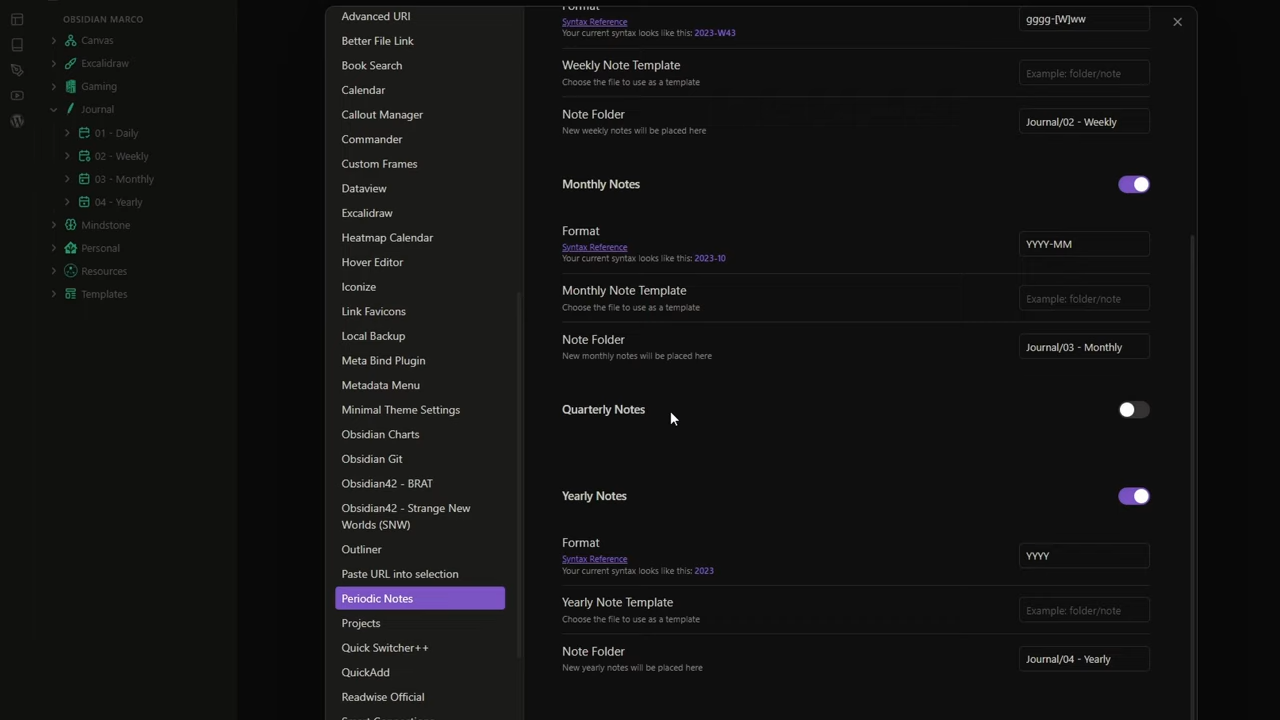 OBSIDIAN MARCO
Canvas
Excalidraw
Gaming
Journal
01 - Daily
02 - Weekly
03 - Monthly
04 - Yearly
Mindstone
Personal
Resources
Templates
Advanced URI
Better File Link
Book Search
Calendar
Callout Manager
Commander
Custom Frames
Dataview
Excalidraw
Heatmap Calendar
Hover Editor
Iconize
Link Favicons
Local Backup
Meta Bind Plugin
Metadata Menu
Minimal Theme Settings
Obsidian Charts
Obsidian Git
Obsidian42 - BRAT
Obsidian42 - Strange New
Worlds (SNW)
Outliner
Paste URL into selection
Periodic Notes
Projects
Quick Switcher++
QuickAdd
Readwise Official
Smart Connections
Format
Syntax Reference
Your current syntax looks like this: 2023-W43
gggg-[W]ww
Weekly Note Template
Choose the file to use as a template
Example: folder/note
Note Folder
New weekly notes will be placed here
Journal/02 - Weekly
Monthly Notes
Format
Syntax Reference
Your current syntax looks like this: 2023-10
YYYY-MM
Monthly Note Template
Choose the file to use as a template
Example: folder/note
Note Folder
New monthly notes will be placed here
Journal/03 - Monthly
Quarterly Notes
Yearly Notes
Format
Syntax Reference
Your current syntax looks like this: 2023
YYYY
Yearly Note Template
Choose the file to use as a template
Example: folder/note
Note Folder
New yearly notes will be placed here
Journal/04 - Yearly